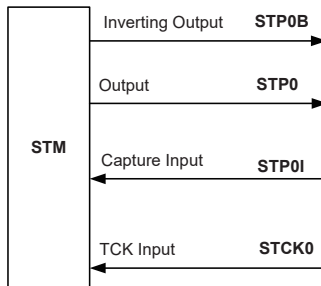 Inverting Output STP0B
Output STP0
STM
Capture Input STP0I
TCK Input STCK0